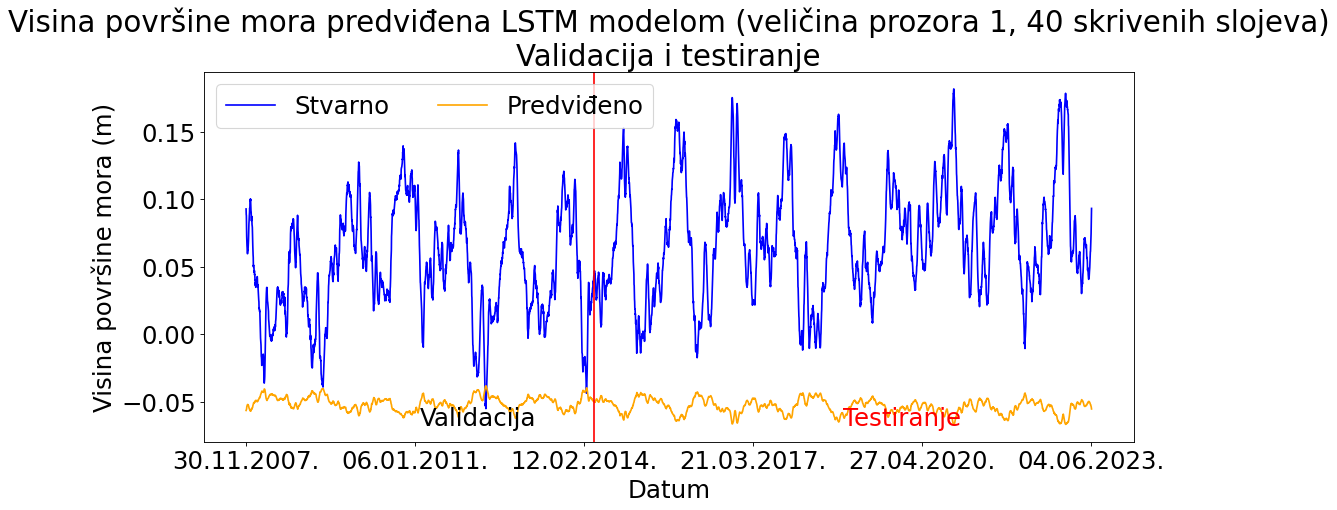 Visina površine mora predviđena LSTM modelom (veličina prozora 1, 40 skrivenih slojeva)
Validacija i testiranje
Stvarno
Predviđeno
Visina površine mora (m)
0.15
0.10
0.05
0.00
−0.05
Validacija
Testiranje
30.11.2007.
06.01.2011.
12.02.2014.
21.03.2017.
27.04.2020.
04.06.2023.
Datum